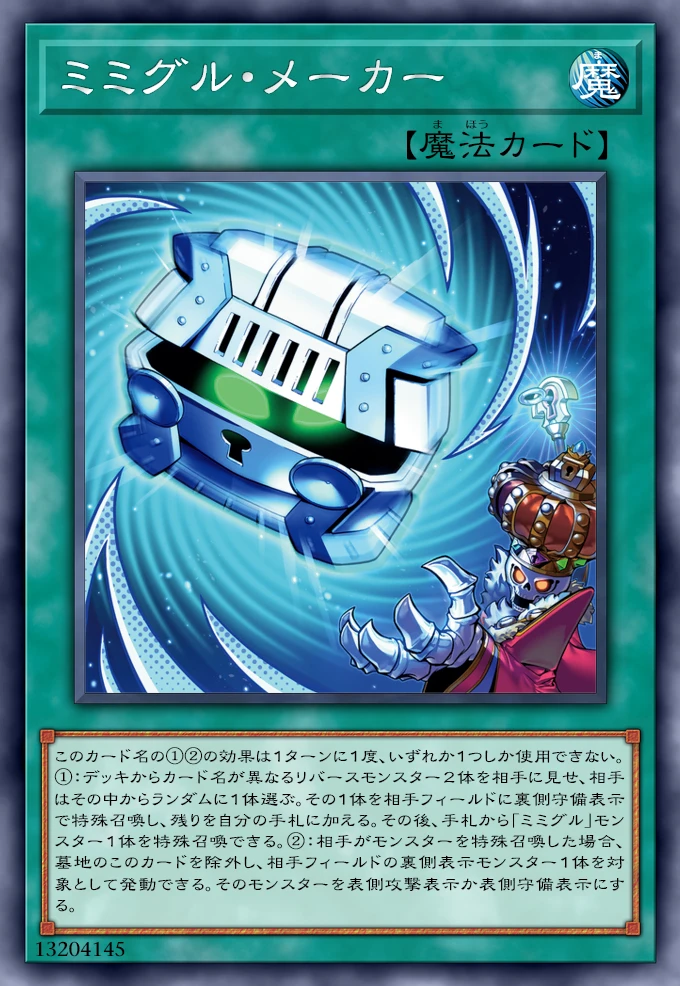 ミミグル・メーカー
ま
魔
ま ほう
【魔法カード】
このカード名の①②の効果は1ターンに1度、いずれか1つしか使用できない。
①:デッキからカード名が異なるリバースモンスター2体を相手に見せ、相手
はその中からランダムに1体選ぶ。その1体を相手フィールドに裏側守備表示
で特殊召喚し、残りを自分の手札に加える。その後、手札から「ミミグル」モン
スター1体を特殊召喚できる。②:相手がモンスターを特殊召喚した場合、
墓地のこのカードを除外し、相手フィールドの裏側表示モンスター1体を対
象として発動できる。そのモンスターを表側攻撃表示か表側守備表示にす
る。
13204145